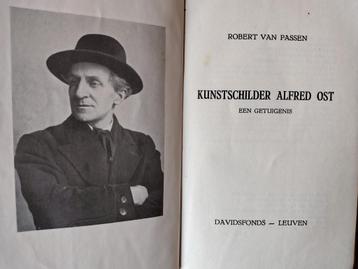 ROBERT VAN PASSEN
KUNSTSCHILDER ALFRED OST
EEN GETUIGENIS
DAVIDSFONDS — LEUVEN